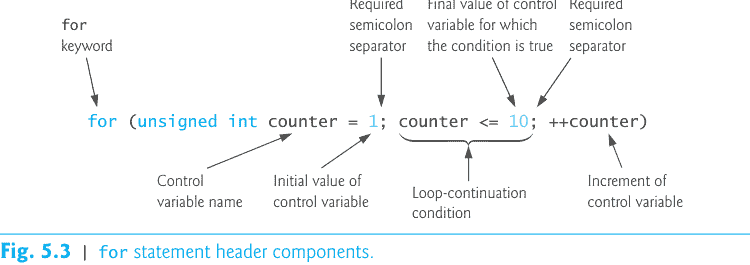 Required
semicolon
separator
Final value of control
variable for which
the condition is true
Required
semicolon
separator
for
keyword
for (unsigned int counter = 1; counter <= 10; ++counter)
Control
variable name
Initial value of
control variable
Loop-continuation
condition
Increment of
control variable
Fig. 5.3 | for statement header components.